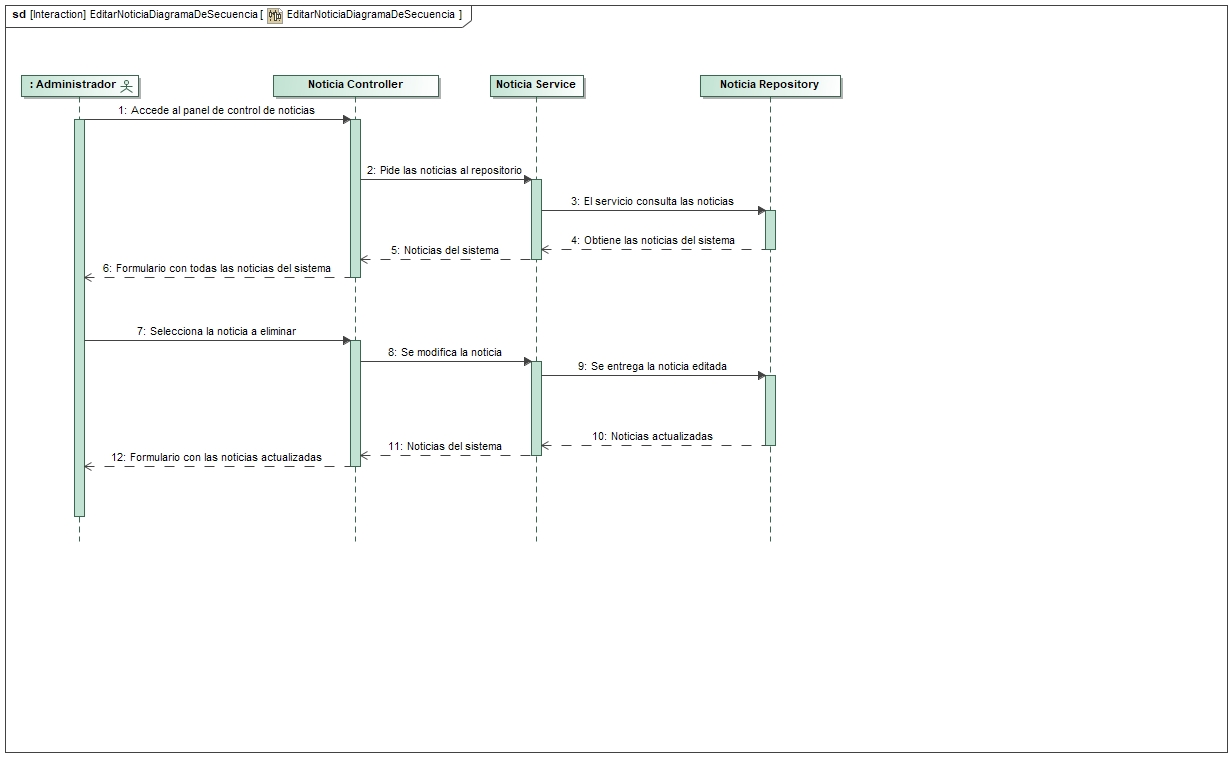 sd [Interaction] EditarNoticiaDiagramaDeSecuencia [ EditarNoticiaDiagramaDeSecuencia ]
: Administrador
Noticia Controller
Noticia Service
Noticia Repository
1: Accede al panel de control de noticias
2: Pide las noticias al repositorio
3: El servicio consulta las noticias
4: Obtiene las noticias del sistema
5: Noticias del sistema
6: Formulario con todas las noticias del sistema
7: Selecciona la noticia a eliminar
8: Se modifica la noticia
9: Se entrega la noticia editada
10: Noticias actualizadas
11: Noticias del sistema
12: Formulario con las noticias actualizadas